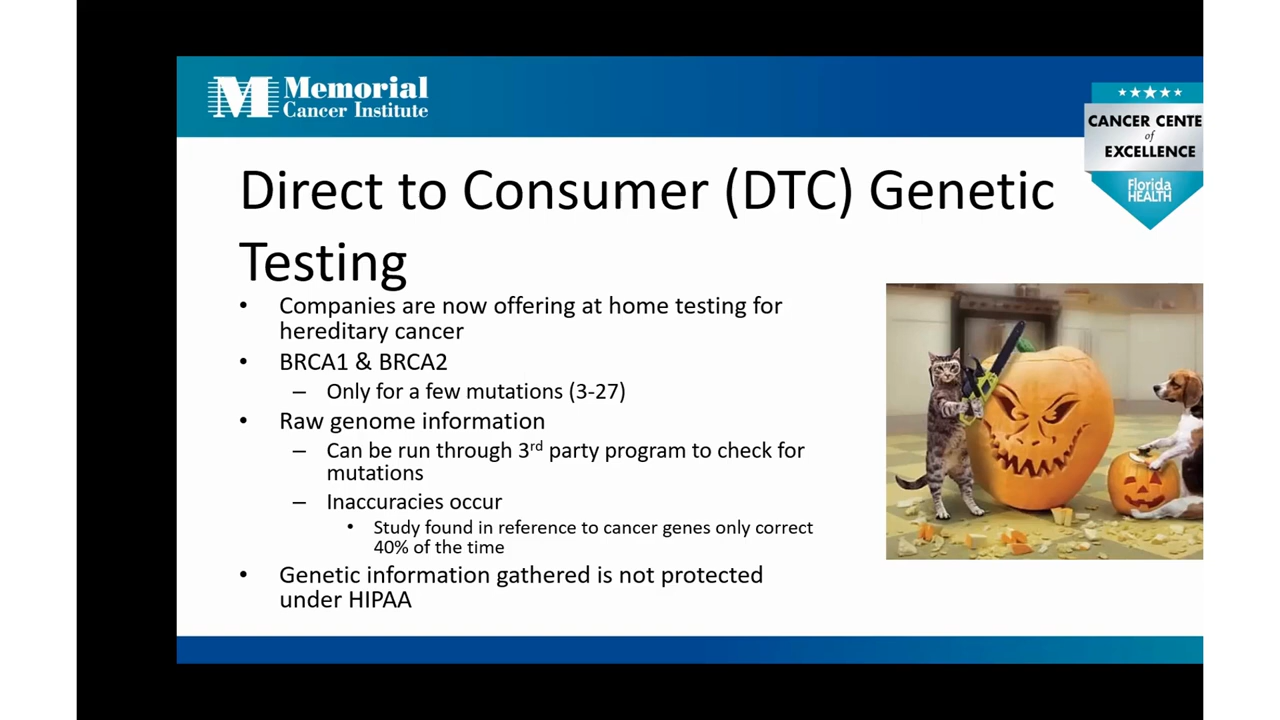 Memorial
Cancer Institute
★★★★★
CANCER CENTE
of
EXCELLENCE
Florida
HEALTH
Direct to Consumer (DTC) Genetic
Testing
• Companies are now offering at home testing for
hereditary cancer
• BRCA1 & BRCA2
– Only for a few mutations (3-27)
• Raw genome information
– Can be run through 3rd party program to check for
mutations
– Inaccuracies occur
• Study found in reference to cancer genes only correct
40% of the time
• Genetic information gathered is not protected
under HIPAA